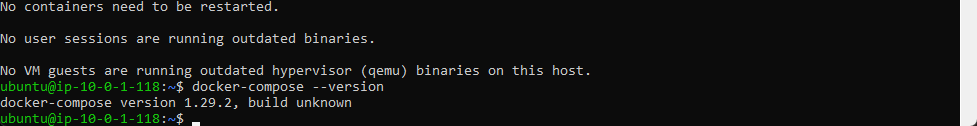 No containers need to be restarted.
No user sessions are running outdated binaries.
No VM guests are running outdated hypervisor (qemu) binaries on this host.
ubuntu@ip-10-0-1-118:~$ docker-compose --version
docker-compose version 1.29.2, build unknown
ubuntu@ip-10-0-1-118:~$